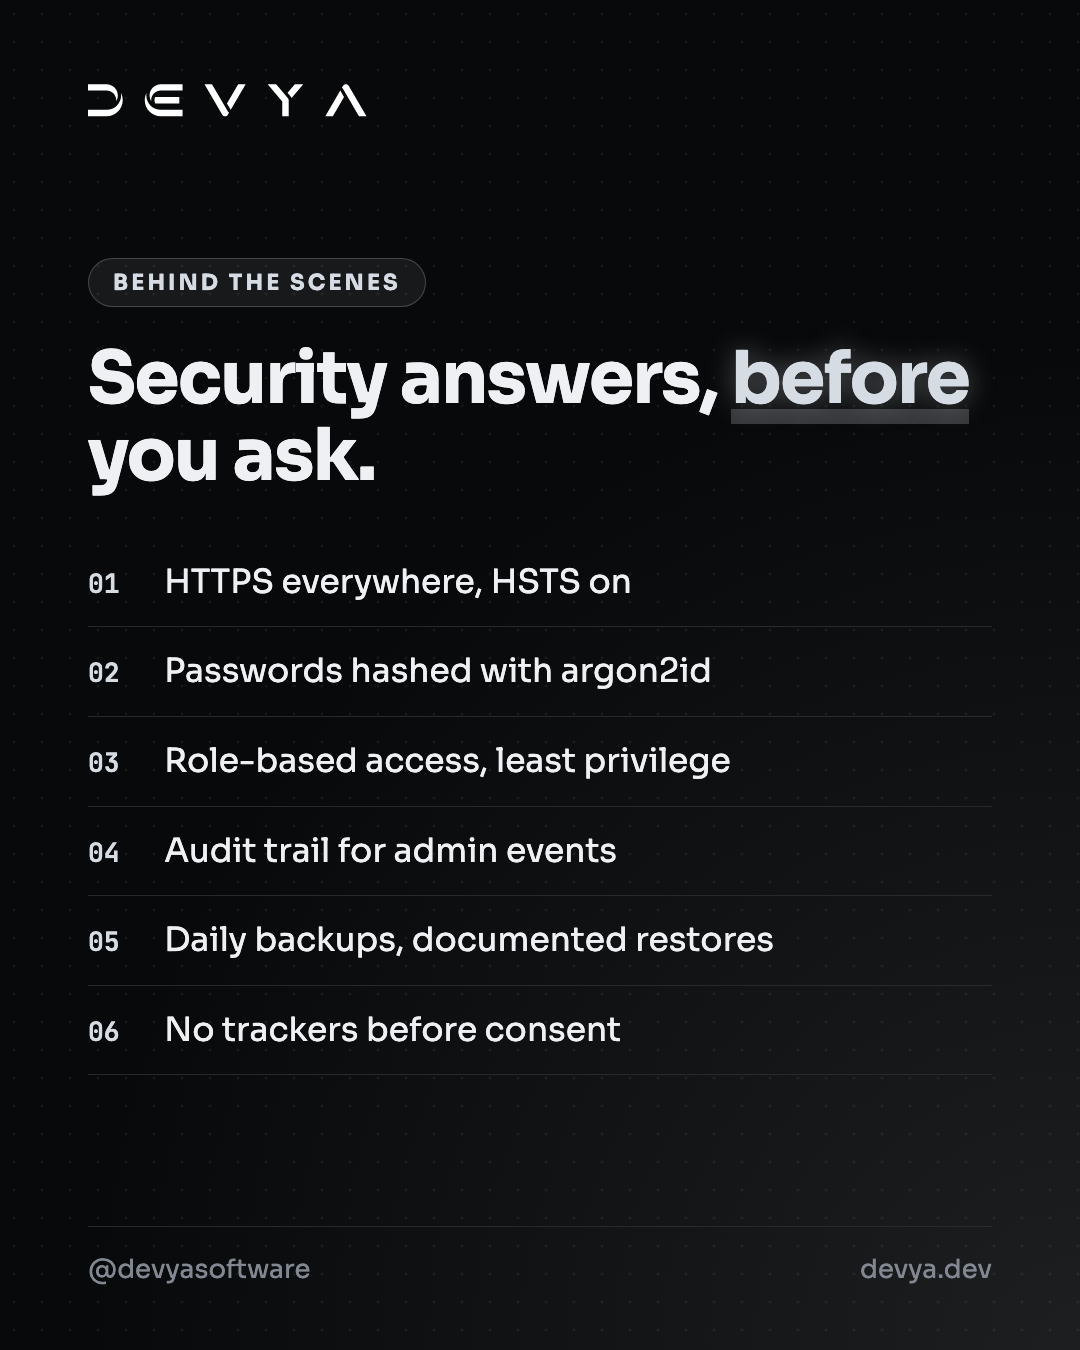 DEVYA
BEHIND THE SCENES
Security answers, before
you ask.
01 HTTPS everywhere, HSTS on
02 Passwords hashed with argon2id
03 Role-based access, least privilege
04 Audit trail for admin events
05 Daily backups, documented restores
06 No trackers before consent
@devyasoftware devya.dev